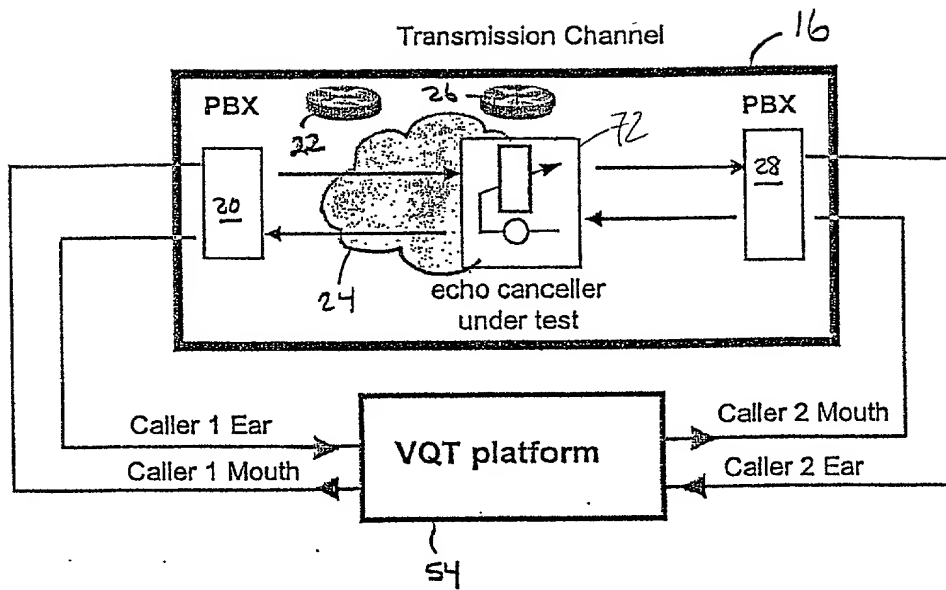 Transmission Channel
16
PBX
22
26
PBX
72
20
28
24
echo canceller
under test
Caller 1 Ear
Caller 2 Mouth
VQT platform
Caller 1 Mouth
Caller 2 Ear
54